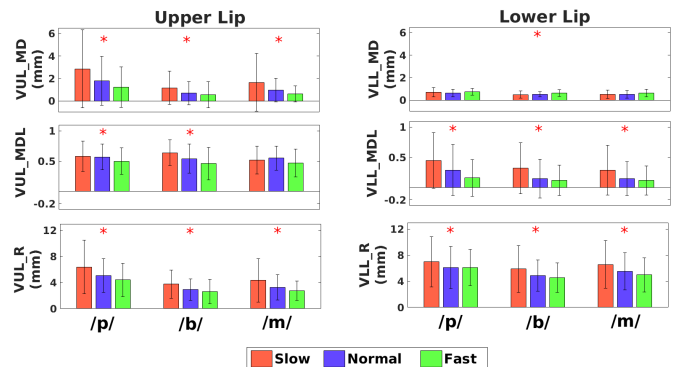 Upper Lip
Lower Lip
VUL_MD
(mm)
6
4
2
0
*
*
*
VLL_MD
(mm)
6
4
2
0
*
VUL_MDL
1
0.5
-0.2
*
*
VLL_MDL
1
0.5
-0.2
*
*
*
VUL_R
(mm)
12
8
4
0
*
*
*
VLL_R
(mm)
12
8
4
0
*
*
*
/p/ /b/ /m/
/p/ /b/ /m/
Slow Normal Fast